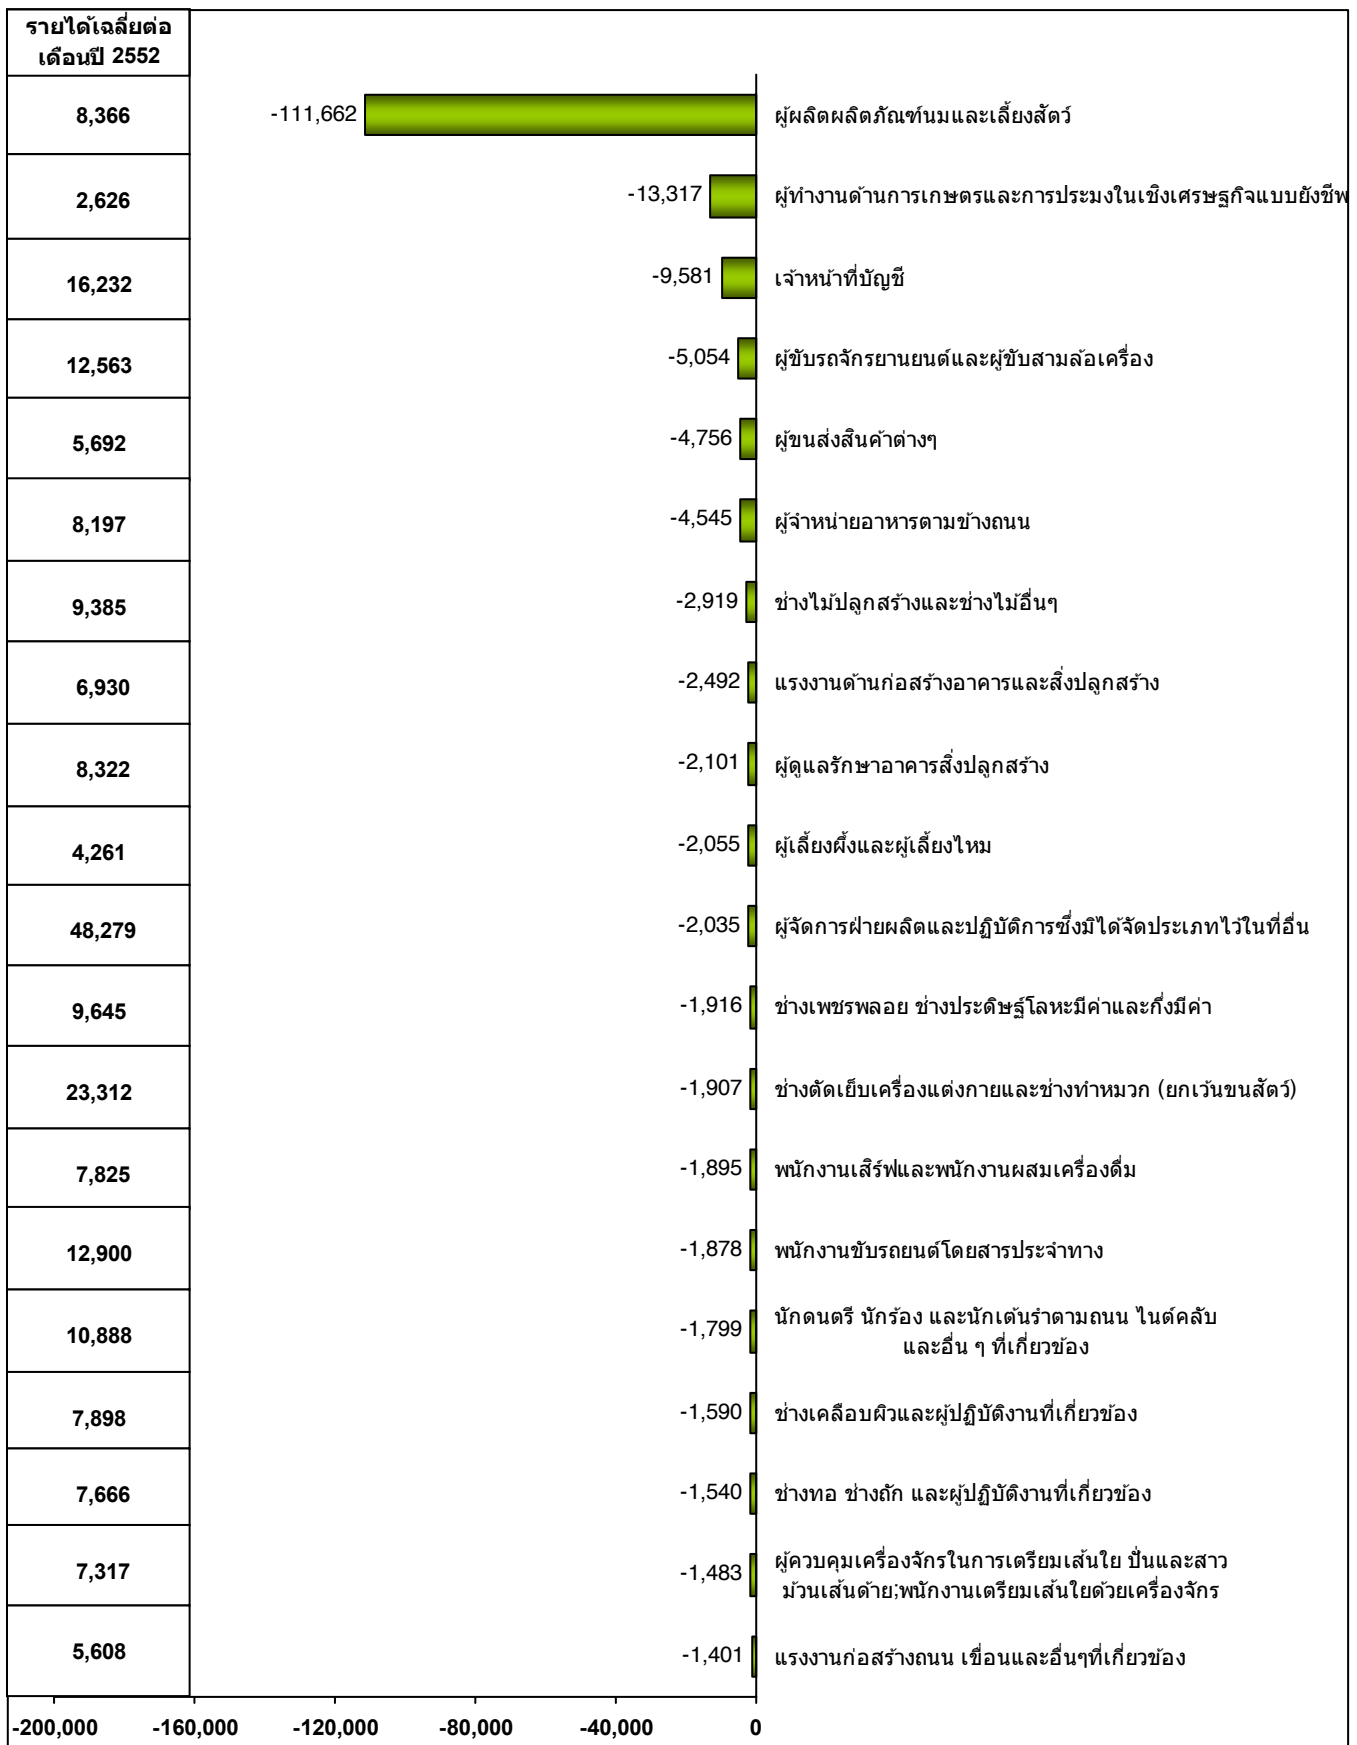 รายได้เฉลี่ยต่อ
เดือนปี 2552
8,366 -111,662 ผู้ผลิตผลิตภัณฑ์นมและเลี้ยงสัตว์
2,626 -13,317 ผู้ทำงานด้านการเกษตรและการประมงในเชิงเศรษฐกิจแบบยังชีพ
16,232 -9,581 เจ้าหน้าที่บัญชี
12,563 -5,054 ผู้ขับรถจักรยานยนต์และผู้ขับสามล้อเครื่อง
5,692 -4,756 ผู้ขนส่งสินค้าต่างๆ
8,197 -4,545 ผู้จำหน่ายอาหารตามข้างถนน
9,385 -2,919 ช่างไม้ปลูกสร้างและช่างไม้อื่นๆ
6,930 -2,492 แรงงานด้านก่อสร้างอาคารและสิ่งปลูกสร้าง
8,322 -2,101 ผู้ดูแลรักษาอาคารสิ่งปลูกสร้าง
4,261 -2,055 ผู้เลี้ยงผึ้งและผู้เลี้ยงไหม
48,279 -2,035 ผู้จัดการฝ่ายผลิตและปฏิบัติการซึ่งมิได้จัดประเภทไว้ในที่อื่น
9,645 -1,916 ช่างเพชรพลอย ช่างประดิษฐ์โลหะมีค่าและกึ่งมีค่า
23,312 -1,907 ช่างตัดเย็บเครื่องแต่งกายและช่างทำหมวก (ยกเว้นขนสัตว์)
7,825 -1,895 พนักงานเสิร์ฟและพนักงานผสมเครื่องดื่ม
12,900 -1,878 พนักงานขับรถยนต์โดยสารประจำทาง
10,888 -1,799 นักดนตรี นักร้อง และนักเต้นรำตามถนน ไนต์คลับ
และอื่น ๆ ที่เกี่ยวข้อง
7,898 -1,590 ช่างเคลือบผิวและผู้ปฏิบัติงานที่เกี่ยวข้อง
7,666 -1,540 ช่างทอ ช่างถัก และผู้ปฏิบัติงานที่เกี่ยวข้อง
7,317 -1,483 ผู้ควบคุมเครื่องจักรในการเตรียมเส้นใย ปั่นและสาว
ม้วนเส้นด้าย;พนักงานเตรียมเส้นใยด้วยเครื่องจักร
5,608 -1,401 แรงงานก่อสร้างถนน เขื่อนและอื่นๆที่เกี่ยวข้อง
-200,000 -160,000 -120,000 -80,000 -40,000 0